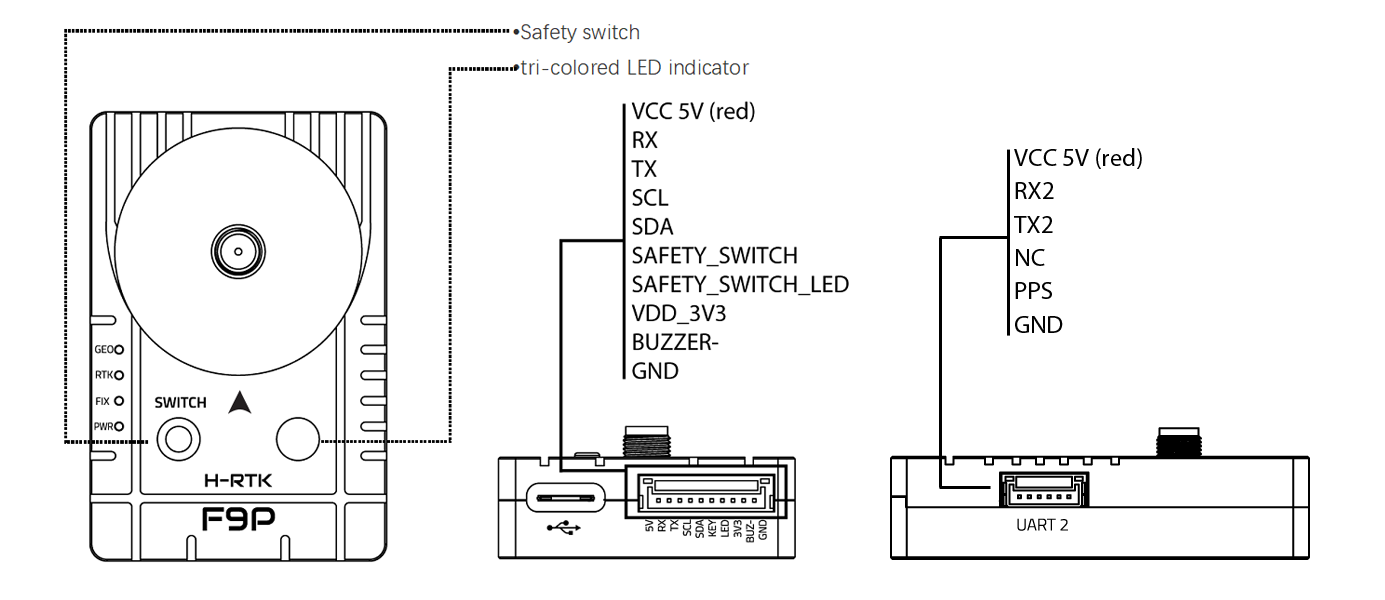 •Safety switch
•tri-colored LED indicator
VCC 5V (red)
RX
TX
SCL
SDA
SAFETY_SWITCH
SAFETY_SWITCH_LED
VDD_3V3
BUZZER-
GND
VCC 5V (red)
RX2
TX2
NC
PPS
GND
GEO
RTK
FIX
PWR
SWITCH
H-RTK
F9P
5V
RX
TX
SCL
SDA
KEY
LED
3V3
BUZ-
GND
UART 2